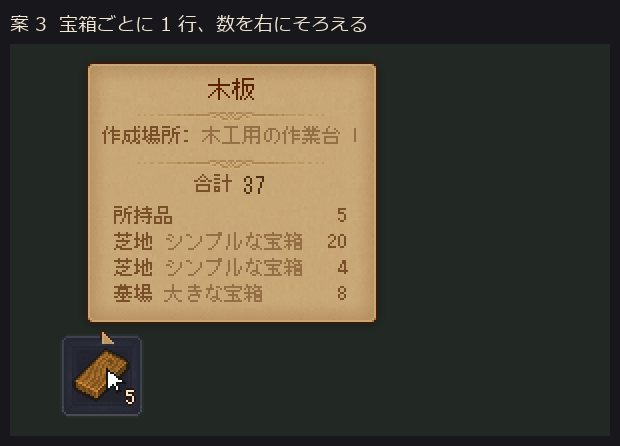 案 3 宝箱ごとに 1 行、数を右にそろえる
木板
作成場所: 木工用の作業台 I
合計 37
所持品 5
芝地 シンプルな宝箱 20
芝地 シンプルな宝箱 4
墓場 大きな宝箱 8
5